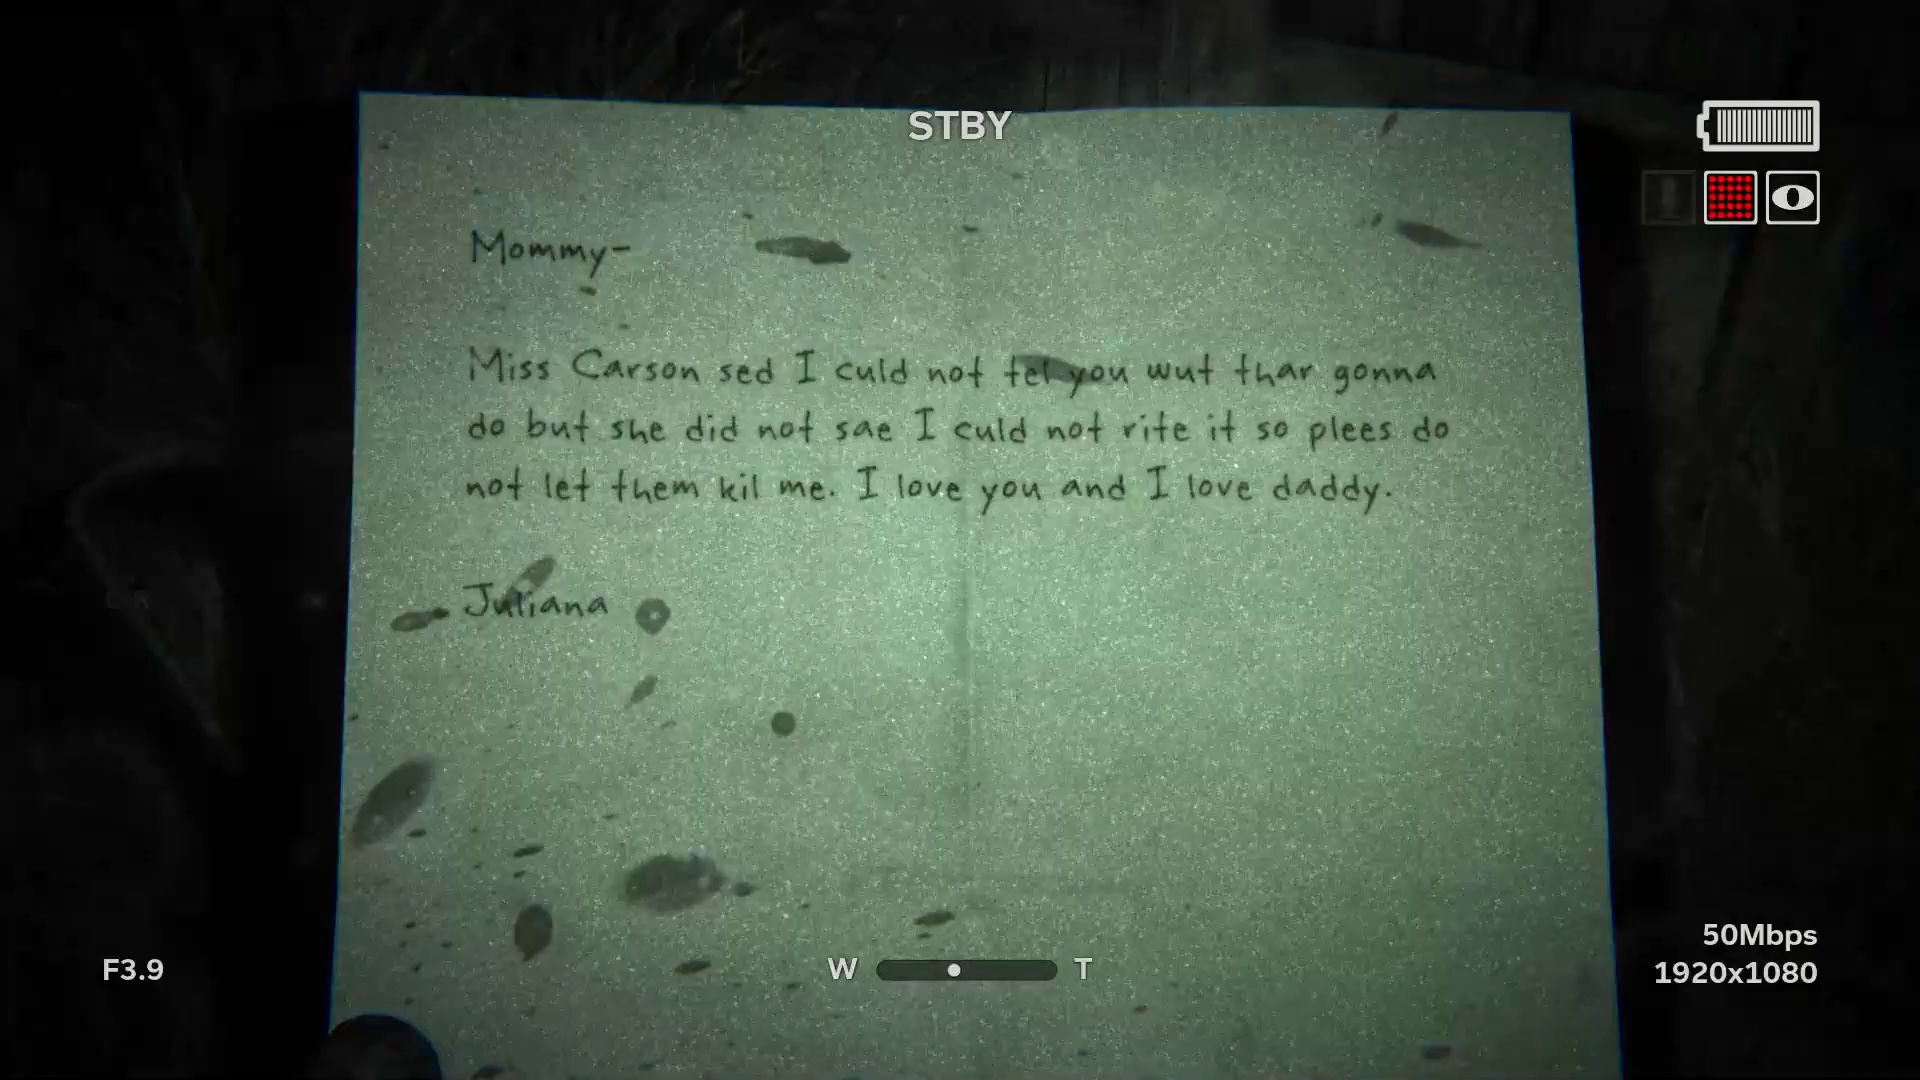 STBY
Mommy-
Miss Carson sed I culd not tel you wut thar gonna
do but she did not sae I culd not rite it so plees do
not let them kil me. I love you and I love daddy.
Juliana
F3.9
W T
50Mbps
1920x1080